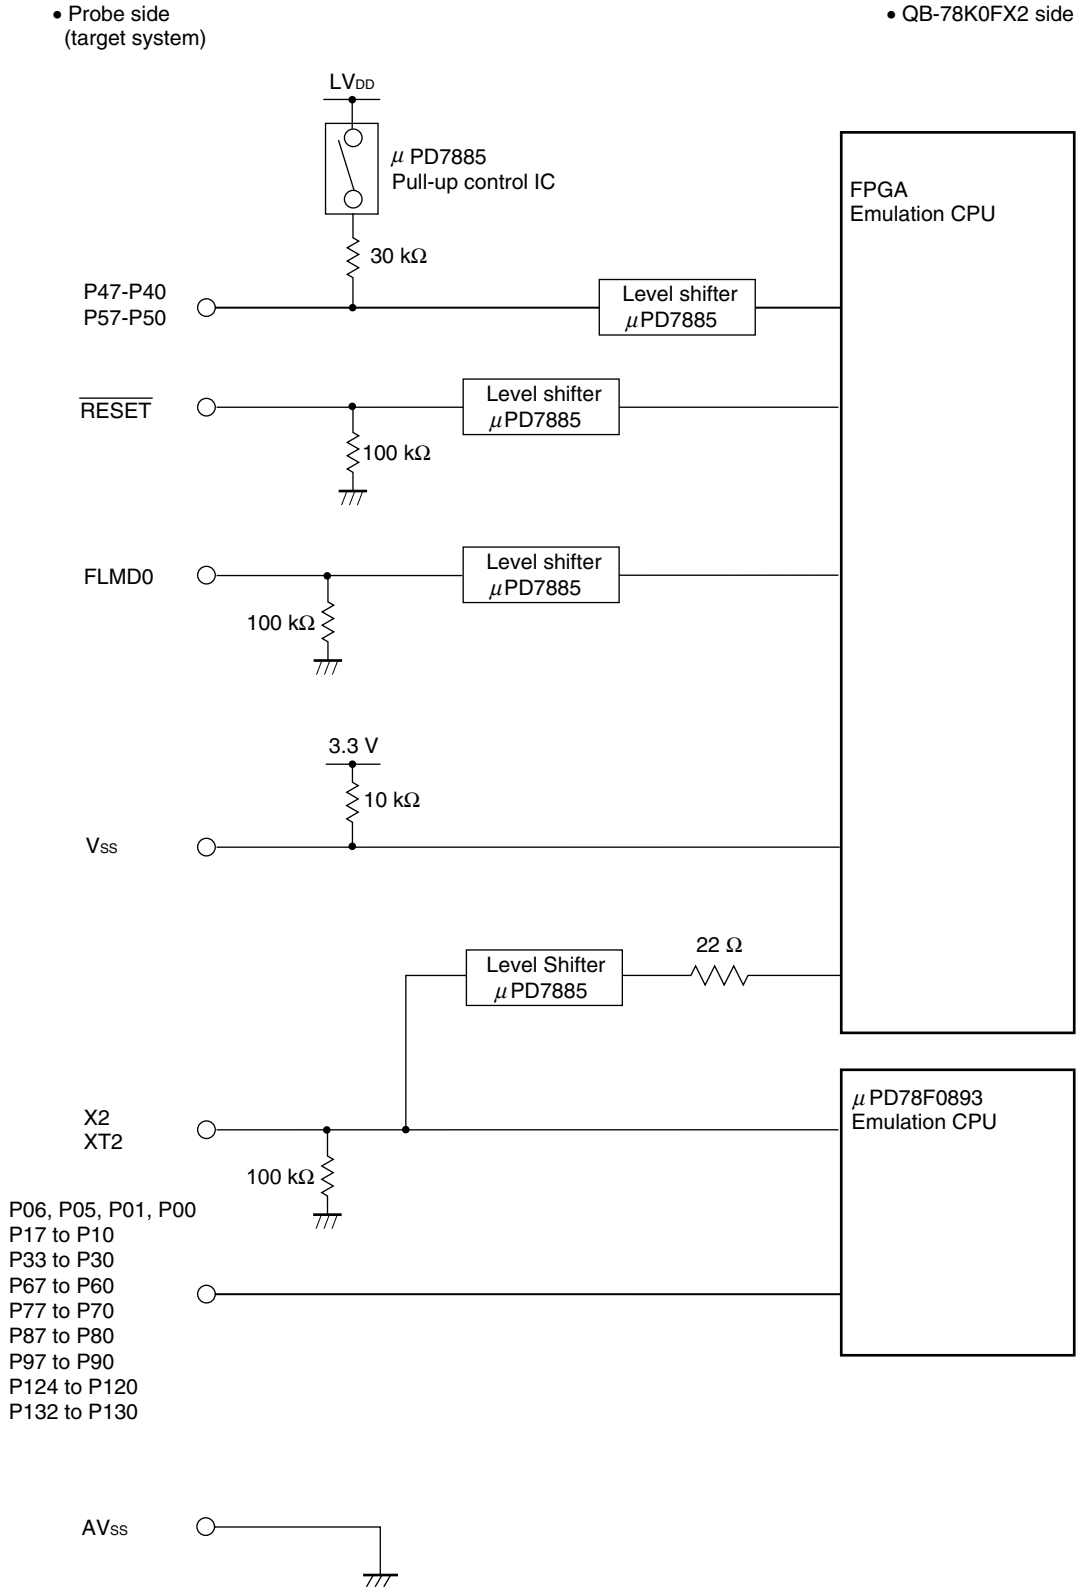 • Probe side
(target system)
• QB-78K0FX2 side
LVDD
μ PD7885
Pull-up control IC
30 kΩ
FPGA
Emulation CPU
P47-P40
P57-P50
Level shifter
μPD7885
RESET
Level shifter
μPD7885
100 kΩ
FLMD0
Level shifter
μPD7885
100 kΩ
3.3 V
10 kΩ
VSS
22 Ω
Level Shifter
μ PD7885
X2
XT2
μ PD78F0893
Emulation CPU
100 kΩ
P06, P05, P01, P00
P17 to P10
P33 to P30
P67 to P60
P77 to P70
P87 to P80
P97 to P90
P124 to P120
P132 to P130
AVSS